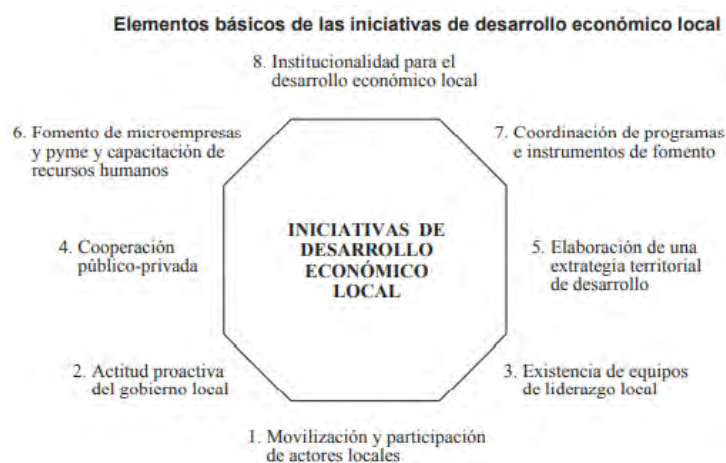 Elementos básicos de las iniciativas de desarrollo económico local
8. Institucionalidad para el
desarrollo económico local
6. Fomento de microempresas
y pyme y capacitación de
recursos humanos
7. Coordinación de programas
e instrumentos de fomento
INICIATIVAS DE
DESARROLLO
ECONÓMICO
LOCAL
4. Cooperación
público-privada
5. Elaboración de una
extrategia territorial
de desarrollo
2. Actitud proactiva
del gobierno local
3. Existencia de equipos
de liderazgo local
1. Movilización y participación
de actores locales